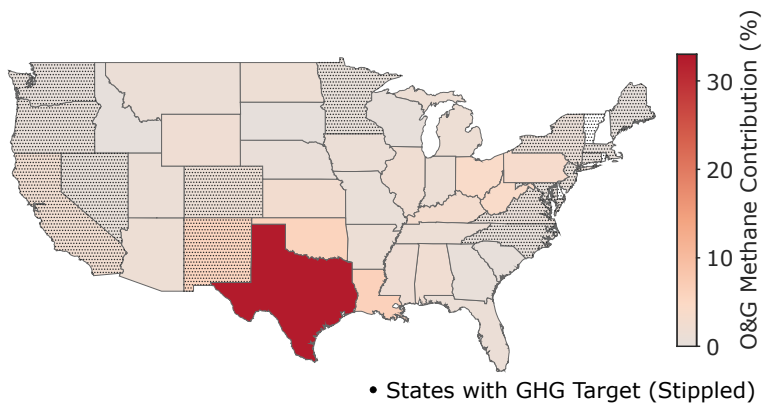 30
20
10
0
O&G Methane Contribution (%)
• States with GHG Target (Stippled)